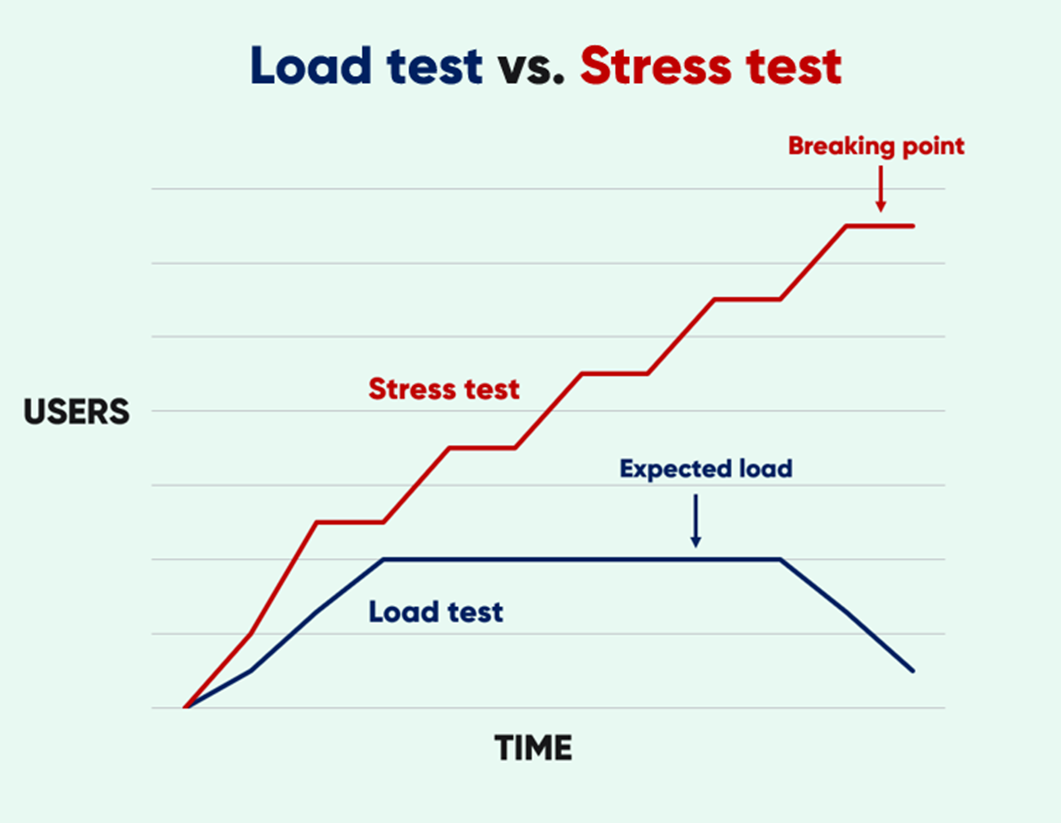 Load test vs. Stress test
Breaking point
Stress test
USERS
Expected load
Load test
TIME